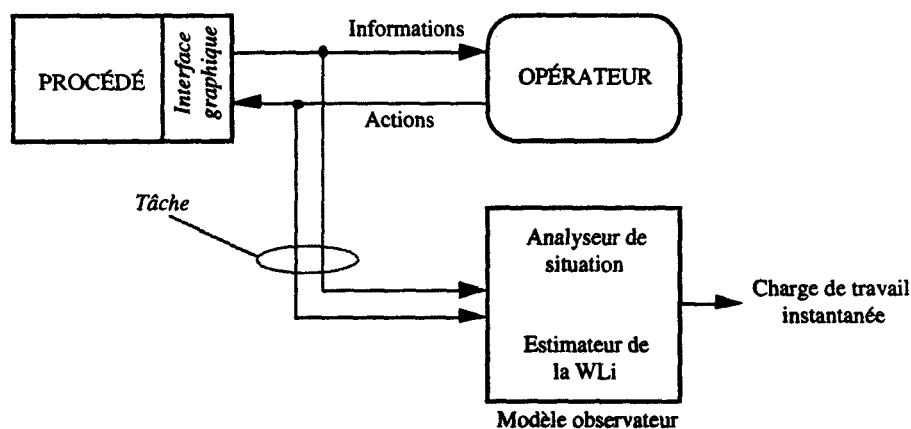 Informations
PROCÉDÉ
Interface
graphique
OPÉRATEUR
Actions
Tâche
Analyseur de
situation
Charge de travail
instantanée
Estimateur de
la WLi
Modèle observateur